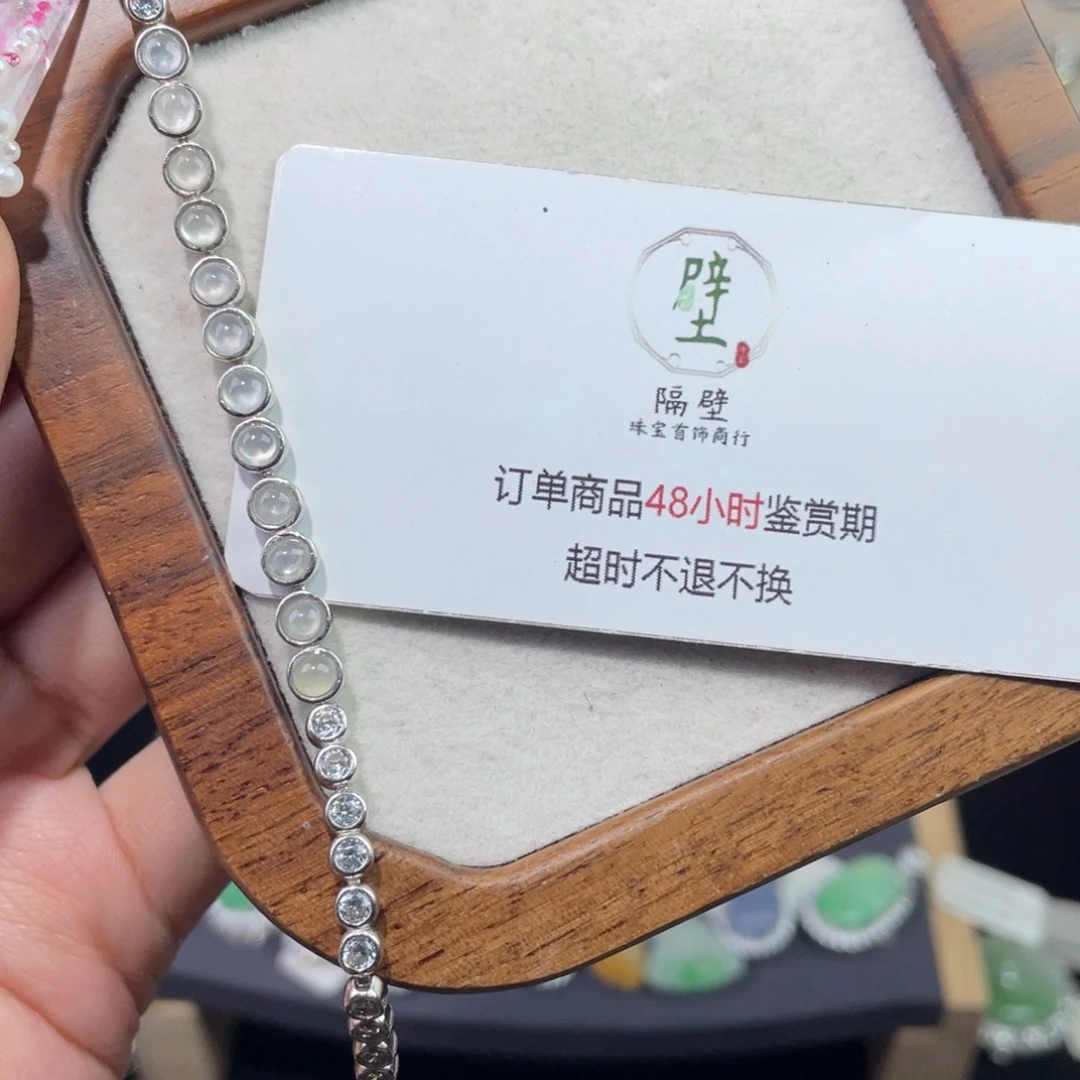 壁
隔壁
珠宝首饰商行
订单商品48小时鉴赏期
超时不退不换